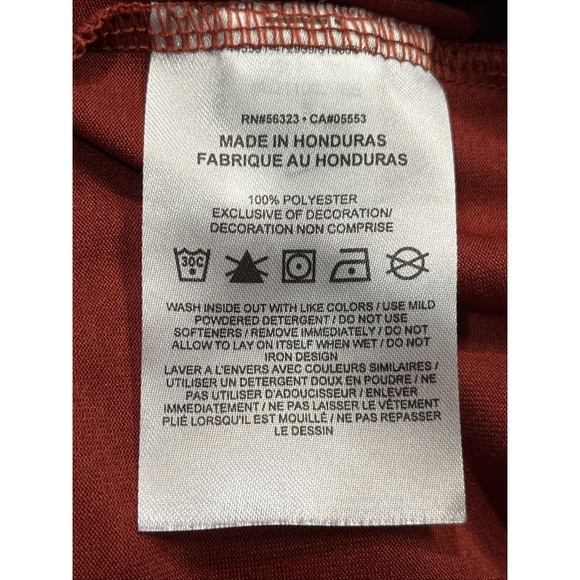 RN#56323 • CA#05553
MADE IN HONDURAS
FABRIQUE AU HONDURAS
100% POLYESTER
EXCLUSIVE OF DECORATION/
DECORATION NON COMPRISE
30C
WASH INSIDE OUT WITH LIKE COLORS / USE MILD
POWDERED DETERGENT / DO NOT USE
SOFTENERS / REMOVE IMMEDIATELY / DO NOT
ALLOW TO LAY ON ITSELF WHEN WET / DO NOT
IRON DESIGN
LAVER A L'ENVERS AVEC COULEURS SIMILAIRES /
UTILISER UN DETERGENT DOUX EN POUDRE / NE
PAS UTILISER D'ADOUCISSEUR / ENLEVER
IMMEDIATEMENT / NE PAS LAISSER LE VÊTEMENT
PLIÉ LORSQU'IL EST MOUILLÉ / NE PAS REPASSER
LE DESSIN